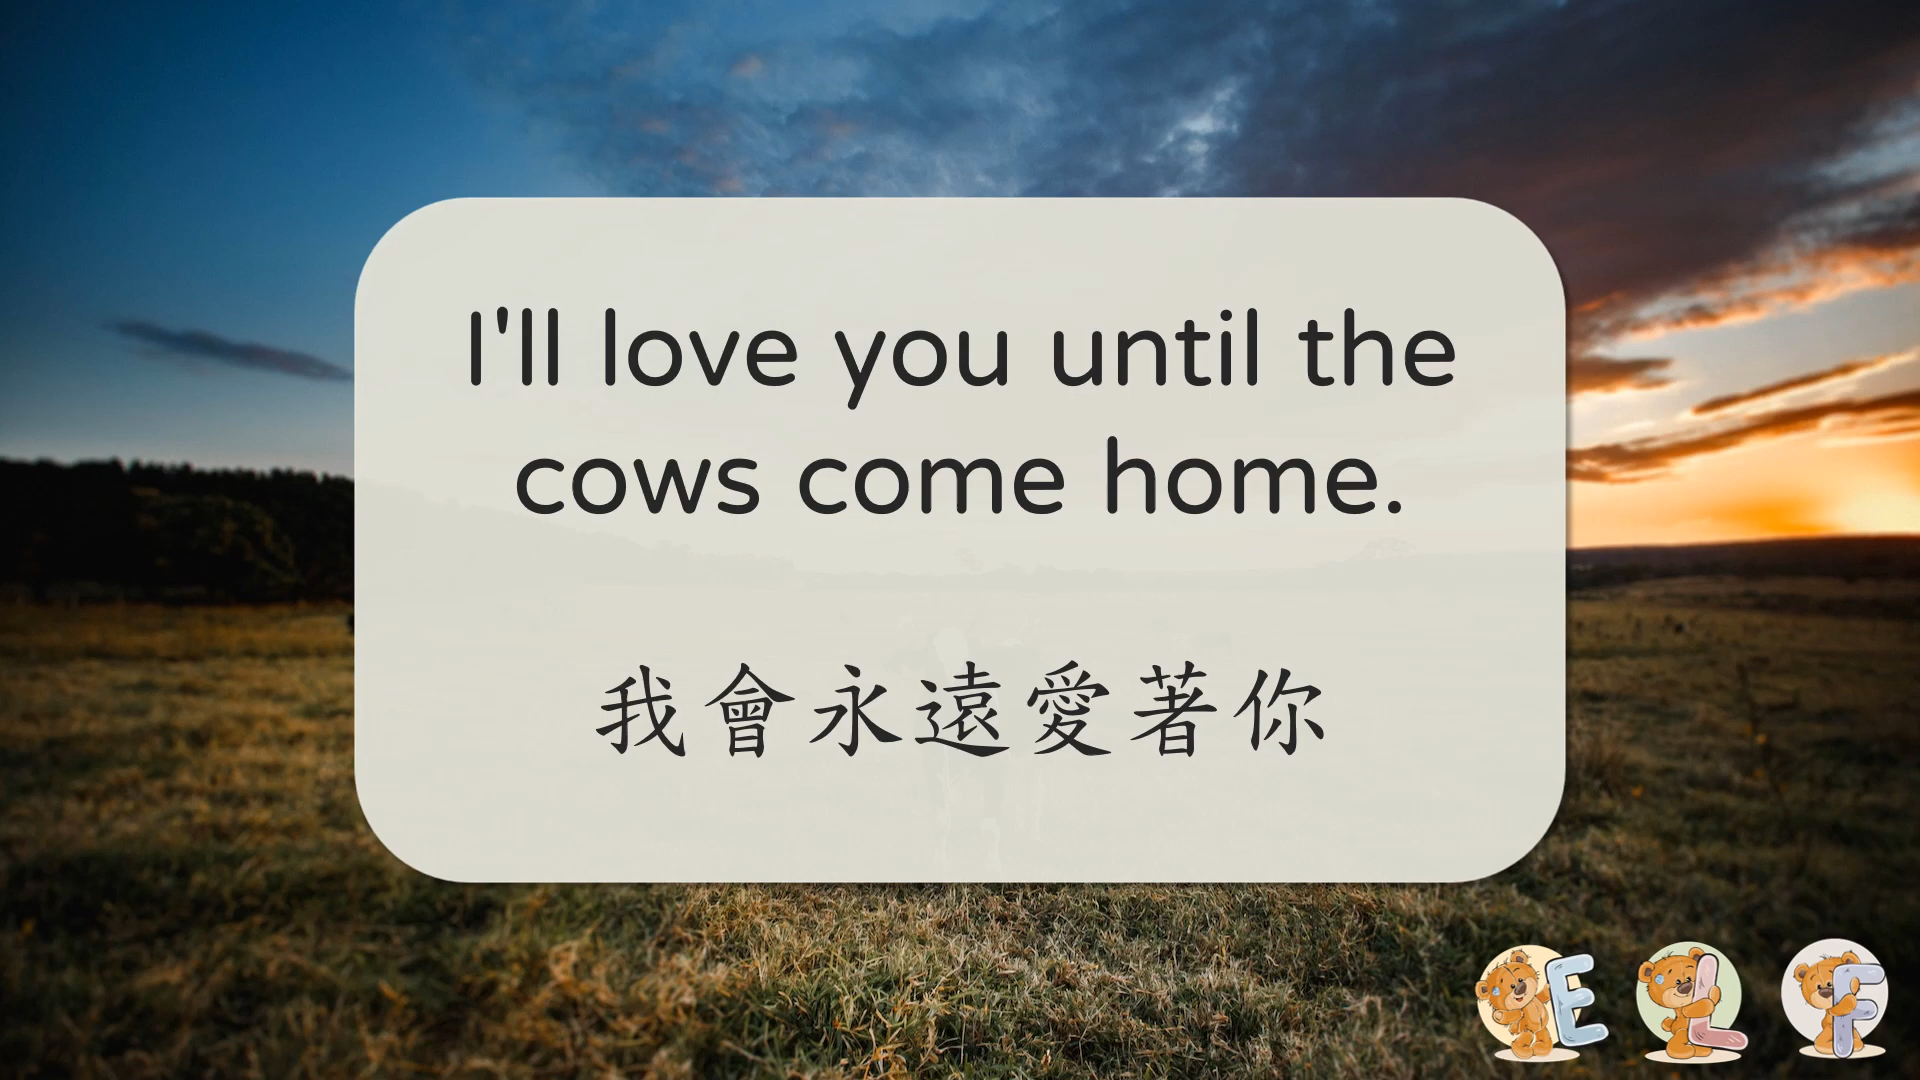 I'll love you until the
cows come home.
我會永遠愛著你
E L F